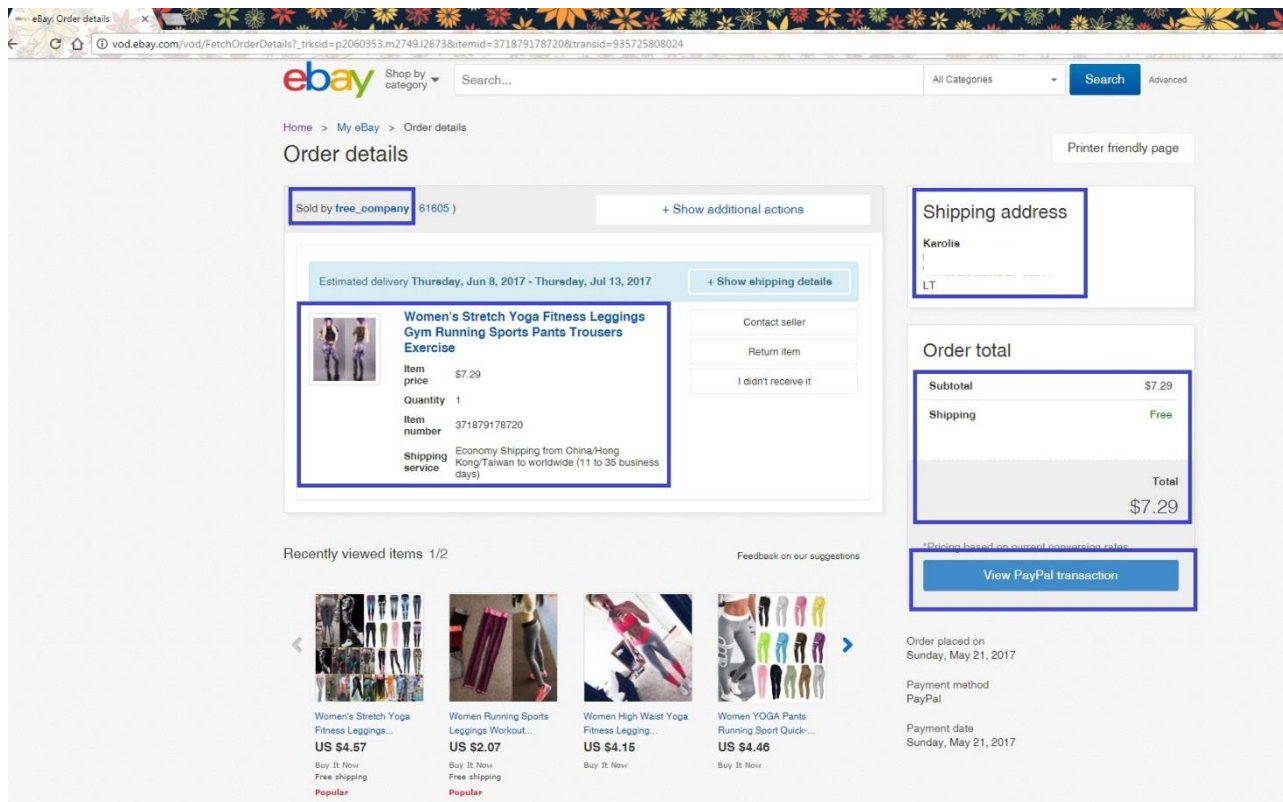 eBay: Order details
vod.ebay.com/vod/FetchOrderDetails?_trksid=p2060353.m2749.l2673&itemid=371879178720&transid=935725808024
ebay
Shop by category
Search...
All Categories
Search
Advanced
Home > My eBay > Order details
Order details
Printer friendly page
Sold by free_company 61605 )
+ Show additional actions
Estimated delivery Thursday, Jun 8, 2017 - Thursday, Jul 13, 2017
+ Show shipping details
Women's Stretch Yoga Fitness Leggings
Gym Running Sports Pants Trousers
Exercise
Item price $7.29
Quantity 1
Item number 371879178720
Shipping service Economy Shipping from China/Hong
Kong/Taiwan to worldwide (11 to 35 business
days)
Contact seller
Return item
I didn't receive it
Shipping address
Karolis
LT
Order total
Subtotal $7.29
Shipping Free
Total
$7.29
*Pricing based on current conversion rates
View PayPal transaction
Order placed on
Sunday, May 21, 2017
Payment method
PayPal
Payment date
Sunday, May 21, 2017
Recently viewed items 1/2
Feedback on our suggestions
Women's Stretch Yoga
Fitness Leggings...
US $4.57
Buy It Now
Free shipping
Popular
Women Running Sports
Leggings Workout...
US $2.07
Buy It Now
Free shipping
Popular
Women High Waist Yoga
Fitness Legging...
US $4.15
Buy It Now
Women YOGA Pants
Running Sport Quick-...
US $4.46
Buy It Now